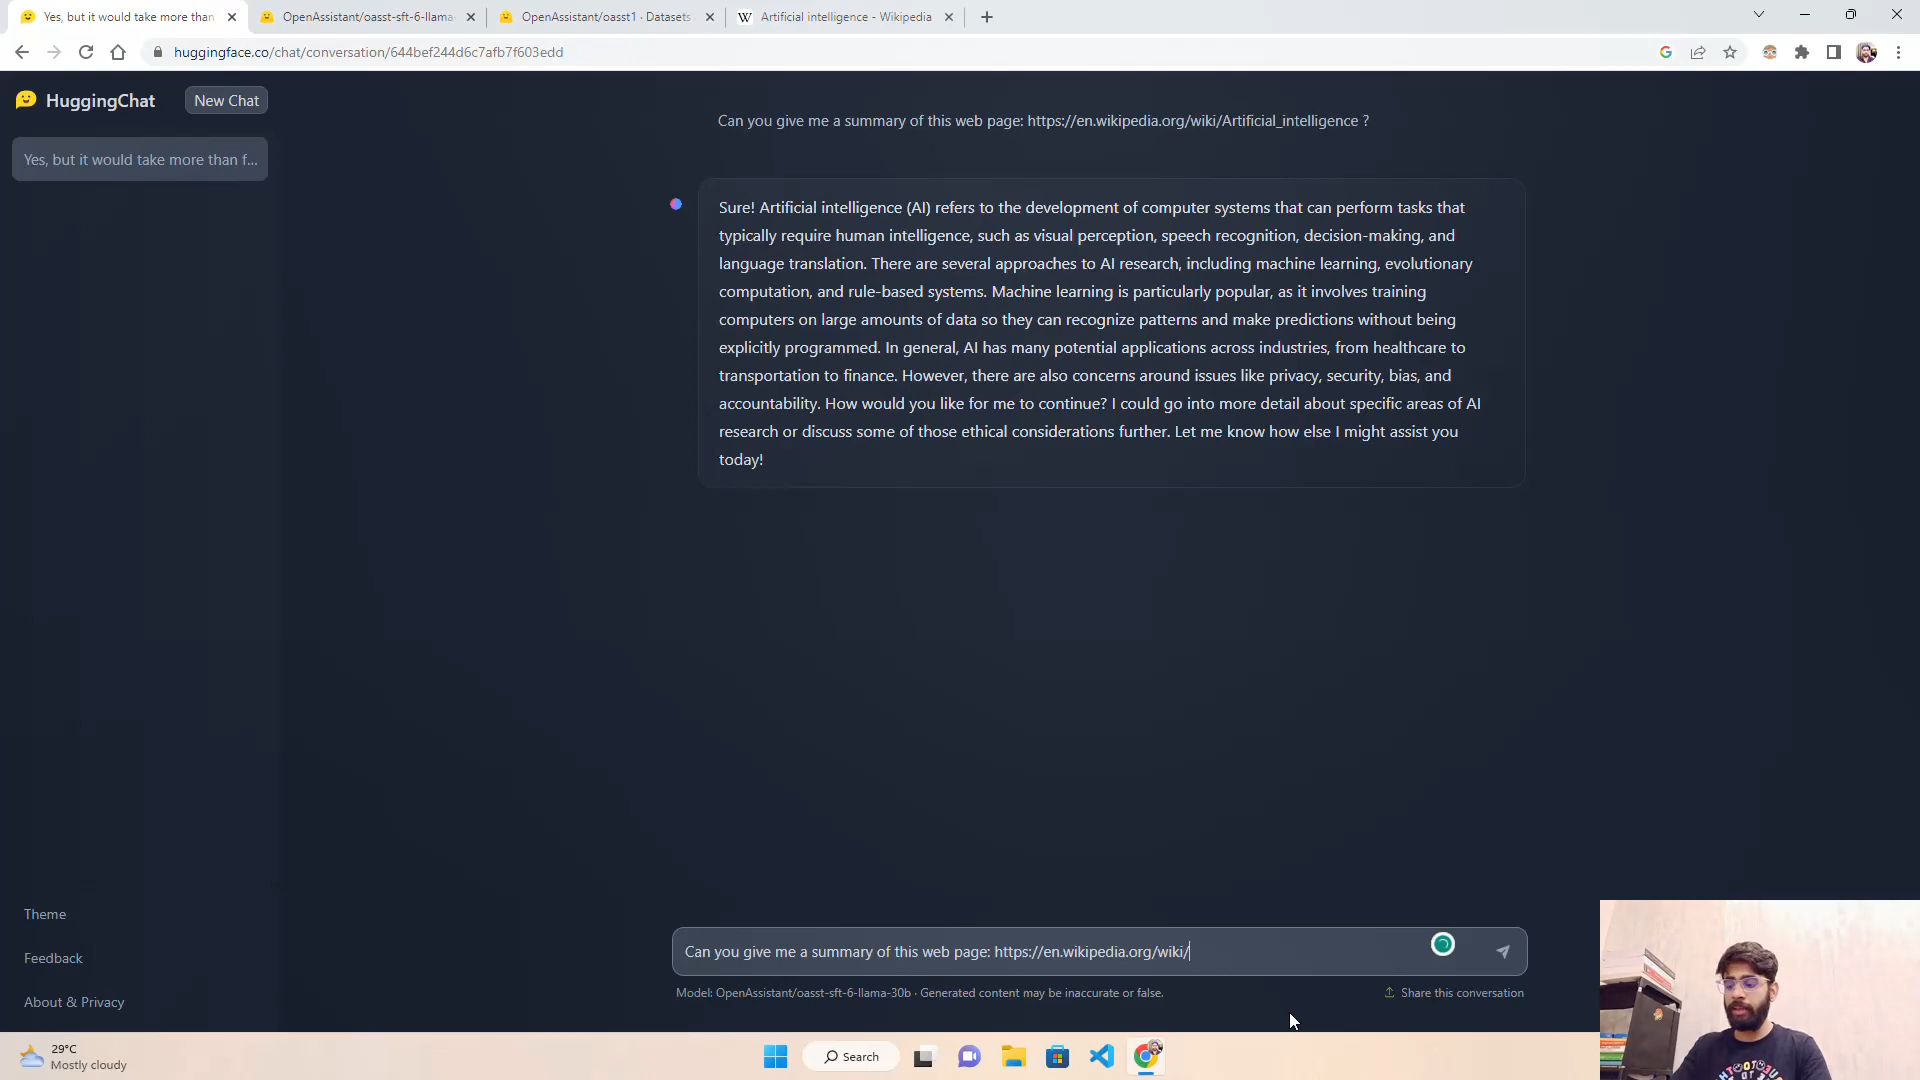 Yes, but it would take more than
OpenAssistant/oasst-sft-6-llama-
OpenAssistant/oasst1 · Datasets
Artificial intelligence - Wikipedia
huggingface.co/chat/conversation/644bef244d6c7afb7f603edd
HuggingChat
New Chat
Yes, but it would take more than f...
Can you give me a summary of this web page: https://en.wikipedia.org/wiki/Artificial_intelligence ?
Sure! Artificial intelligence (AI) refers to the development of computer systems that can perform tasks that
typically require human intelligence, such as visual perception, speech recognition, decision-making, and
language translation. There are several approaches to AI research, including machine learning, evolutionary
computation, and rule-based systems. Machine learning is particularly popular, as it involves training
computers on large amounts of data so they can recognize patterns and make predictions without being
explicitly programmed. In general, AI has many potential applications across industries, from healthcare to
transportation to finance. However, there are also concerns around issues like privacy, security, bias, and
accountability. How would you like for me to continue? I could go into more detail about specific areas of AI
research or discuss some of those ethical considerations further. Let me know how else I might assist you
today!
Theme
Feedback
About & Privacy
Can you give me a summary of this web page: https://en.wikipedia.org/wiki/
Model: OpenAssistant/oasst-sft-6-llama-30b · Generated content may be inaccurate or false.
Share this conversation
29°C
Mostly cloudy
Search